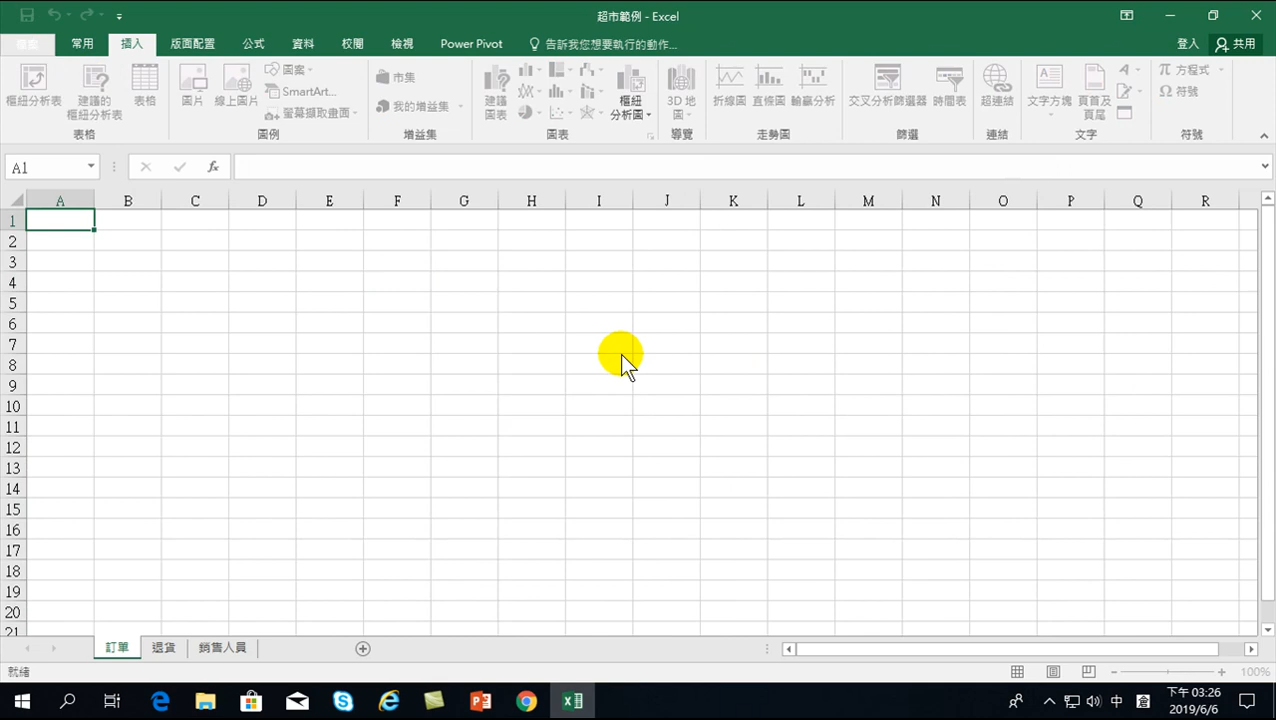 超市範例 - Excel
檔案 常用 插入 版面配置 公式 資料 校閱 檢視 Power Pivot 告訴我您想要執行的動作... 登入 共用
樞紐分析表 建議的 樞紐分析表 表格
表格
圖片 線上圖片 圖案 SmartArt... 螢幕擷取畫面
圖例
市集 我的增益集
增益集
建議 圖表 樞紐 分析圖
圖表
3D 地 圖
導覽
折線圖 直條圖 輸贏分析
走勢圖
交叉分析篩選器 時間表
篩選
超連結
連結
文字方塊 頁首及 頁尾
文字
方程式 符號
符號
A1 fx
A B C D E F G H I J K L M N O P Q R
1
2
3
4
5
6
7
8
9
10
11
12
13
14
15
16
17
18
19
20
21
訂單 退貨 銷售人員
就緒 100%
中 倉 下午 03:26
2019/6/6